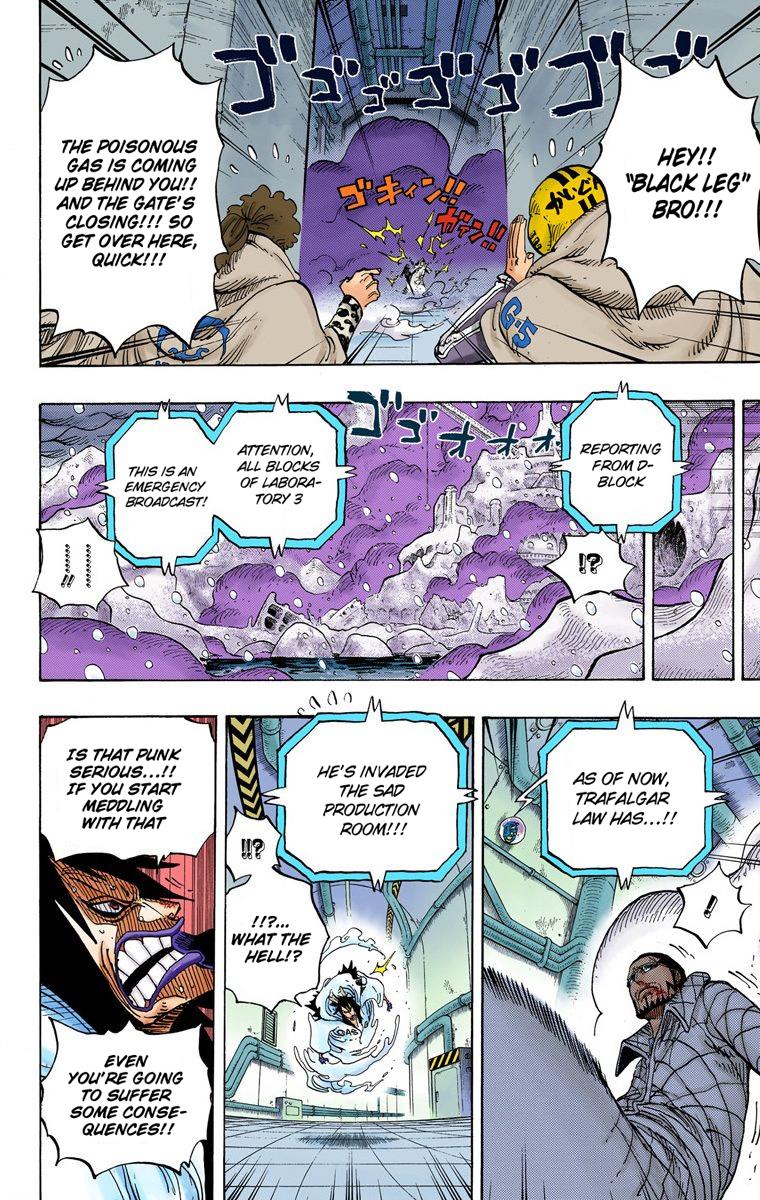 HEY!!
"BLACK LEG"
BRO!!!
THE POISONOUS
GAS IS COMING
UP BEHIND YOU!!
AND THE GATE'S
CLOSING!!! SO
GET OVER HERE,
QUICK!!!
ゴゴゴゴゴゴゴ
ゴキィン!!
ガィン!!
G-5
REPORTING
FROM D-
BLOCK
!?
ATTENTION,
ALL BLOCKS
OF LABORA-
TORY 3
THIS IS AN
EMERGENCY
BROADCAST!
ゴゴオオオオ
AS OF NOW,
TRAFALGAR
LAW HAS...!!
!
HE'S INVADED
THE SAD
PRODUCTION
ROOM!!!
!!?
!!?...
WHAT THE
HELL!?
IS THAT PUNK
SERIOUS...!!
IF YOU START
MEDDLING
WITH THAT
EVEN
YOU'RE GOING
TO SUFFER
SOME CONSE-
QUENCES!!